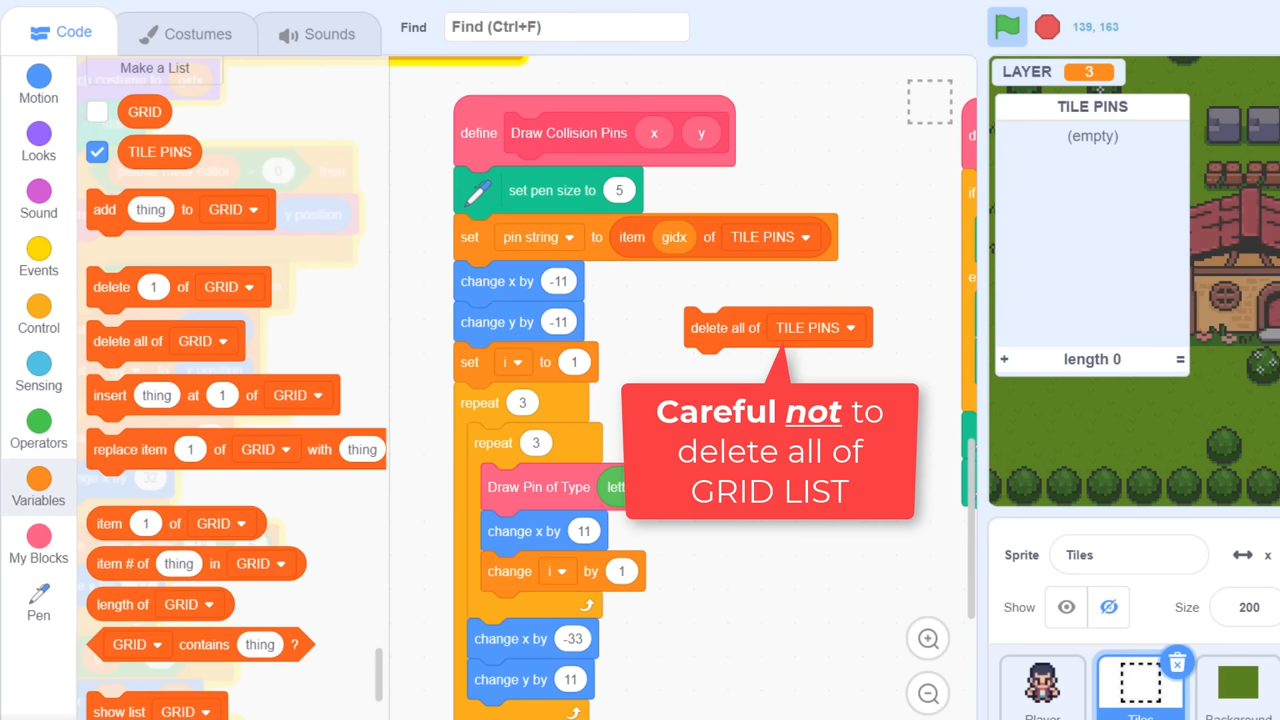 Code
Costumes
Sounds
Find
Find (Ctrl+F)
139, 163
Motion
Looks
Sound
Events
Control
Sensing
Operators
Variables
My Blocks
Pen
Make a List
GRID
TILE PINS
add thing to GRID
delete 1 of GRID
delete all of GRID
insert thing at 1 of GRID
replace item 1 of GRID with thing
item 1 of GRID
item # of thing in GRID
length of GRID
GRID contains thing ?
show list GRID
define Draw Collision Pins x y
set pen size to 5
set pin string to item gidx of TILE PINS
change x by -11
change y by -11
set i to 1
repeat 3
repeat 3
Draw Pin of Type lett
change x by 11
change i by 1
change x by -33
change y by 11
delete all of TILE PINS
Careful not to
delete all of
GRID LIST
LAYER 3
TILE PINS
(empty)
+ length 0 =
Sprite Tiles x
Show Size 200
Player
Tiles
Background